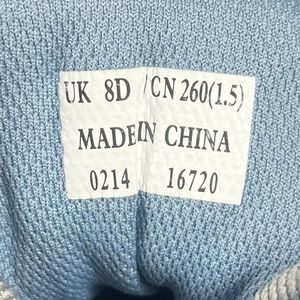 UK 8D / CN 260(1.5)
MADE IN CHINA
0214 16720